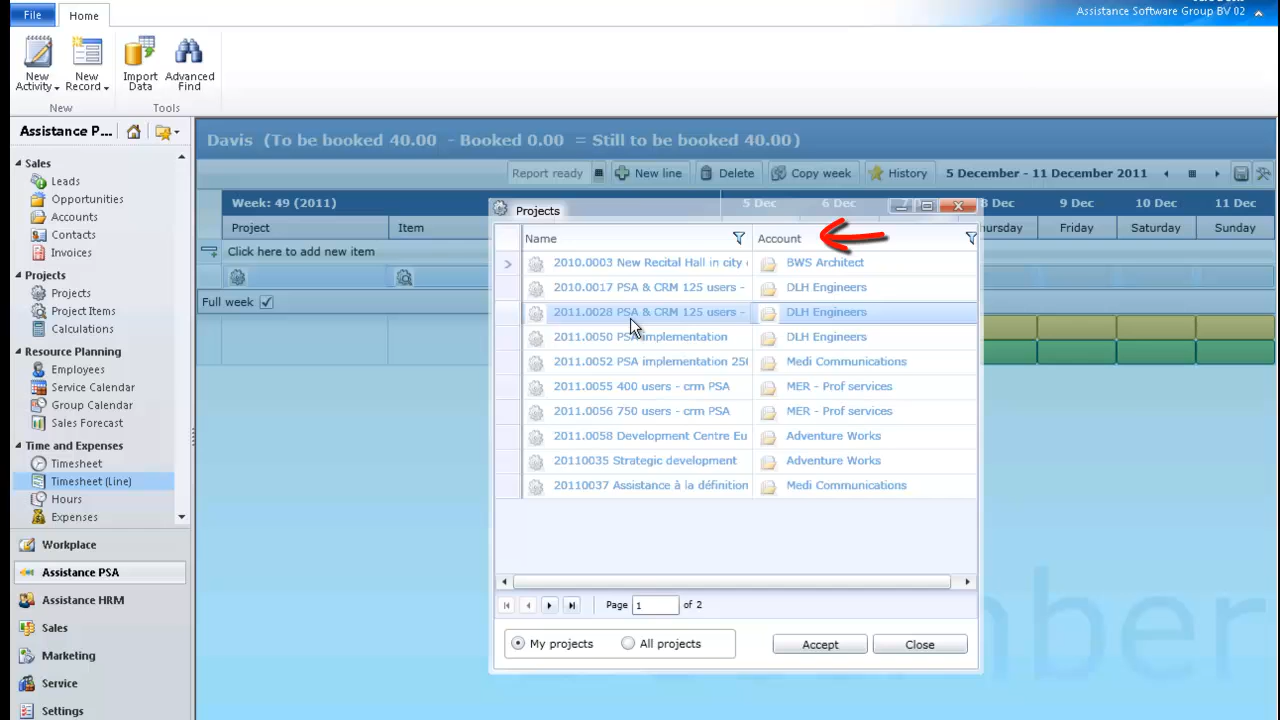 File
Home
Assistance Software Group BV 02
New Activity
New Record
Import Data
Advanced Find
New
Tools
Assistance P...
Sales
Leads
Opportunities
Accounts
Contacts
Invoices
Projects
Projects
Project Items
Calculations
Resource Planning
Employees
Service Calendar
Group Calendar
Sales Forecast
Time and Expenses
Timesheet
Timesheet (Line)
Hours
Expenses
Workplace
Assistance PSA
Assistance HRM
Sales
Marketing
Service
Settings
Davis (To be booked 40.00 - Booked 0.00 = Still to be booked 40.00)
Report ready
New line
Delete
Copy week
History
5 December - 11 December 2011
Week: 49 (2011)
5 Dec
6 Dec
7 D
8 Dec
9 Dec
10 Dec
11 Dec
Project
Item
hursday
Friday
Saturday
Sunday
Click here to add new item
Full week
Projects
Name
Account
2010.0003 New Recital Hall in city
BWS Architect
2010.0017 PSA & CRM 125 users -
DLH Engineers
2011.0028 PSA & CRM 125 users -
DLH Engineers
2011.0050 PSA implementation
DLH Engineers
2011.0052 PSA implementation 250
Medi Communications
2011.0055 400 users - crm PSA
MER - Prof services
2011.0056 750 users - crm PSA
MER - Prof services
2011.0058 Development Centre Eu
Adventure Works
20110035 Strategic development
Adventure Works
20110037 Assistance à la définition
Medi Communications
Page 1 of 2
My projects
All projects
Accept
Close
mber